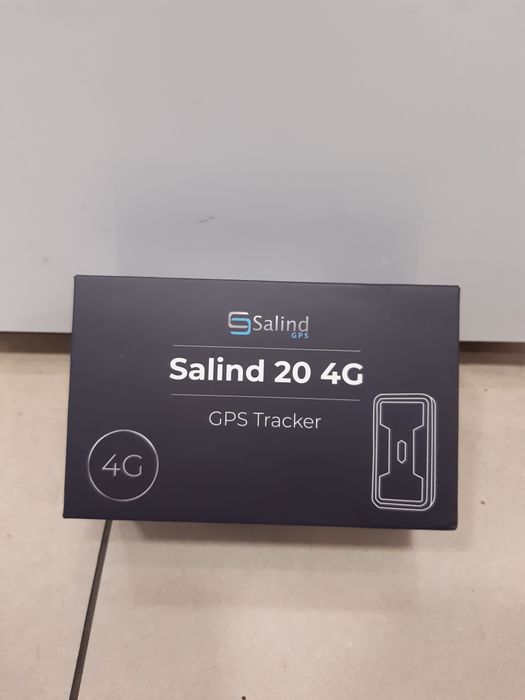 Salind
GPS
Salind 20 4G
GPS Tracker
4G